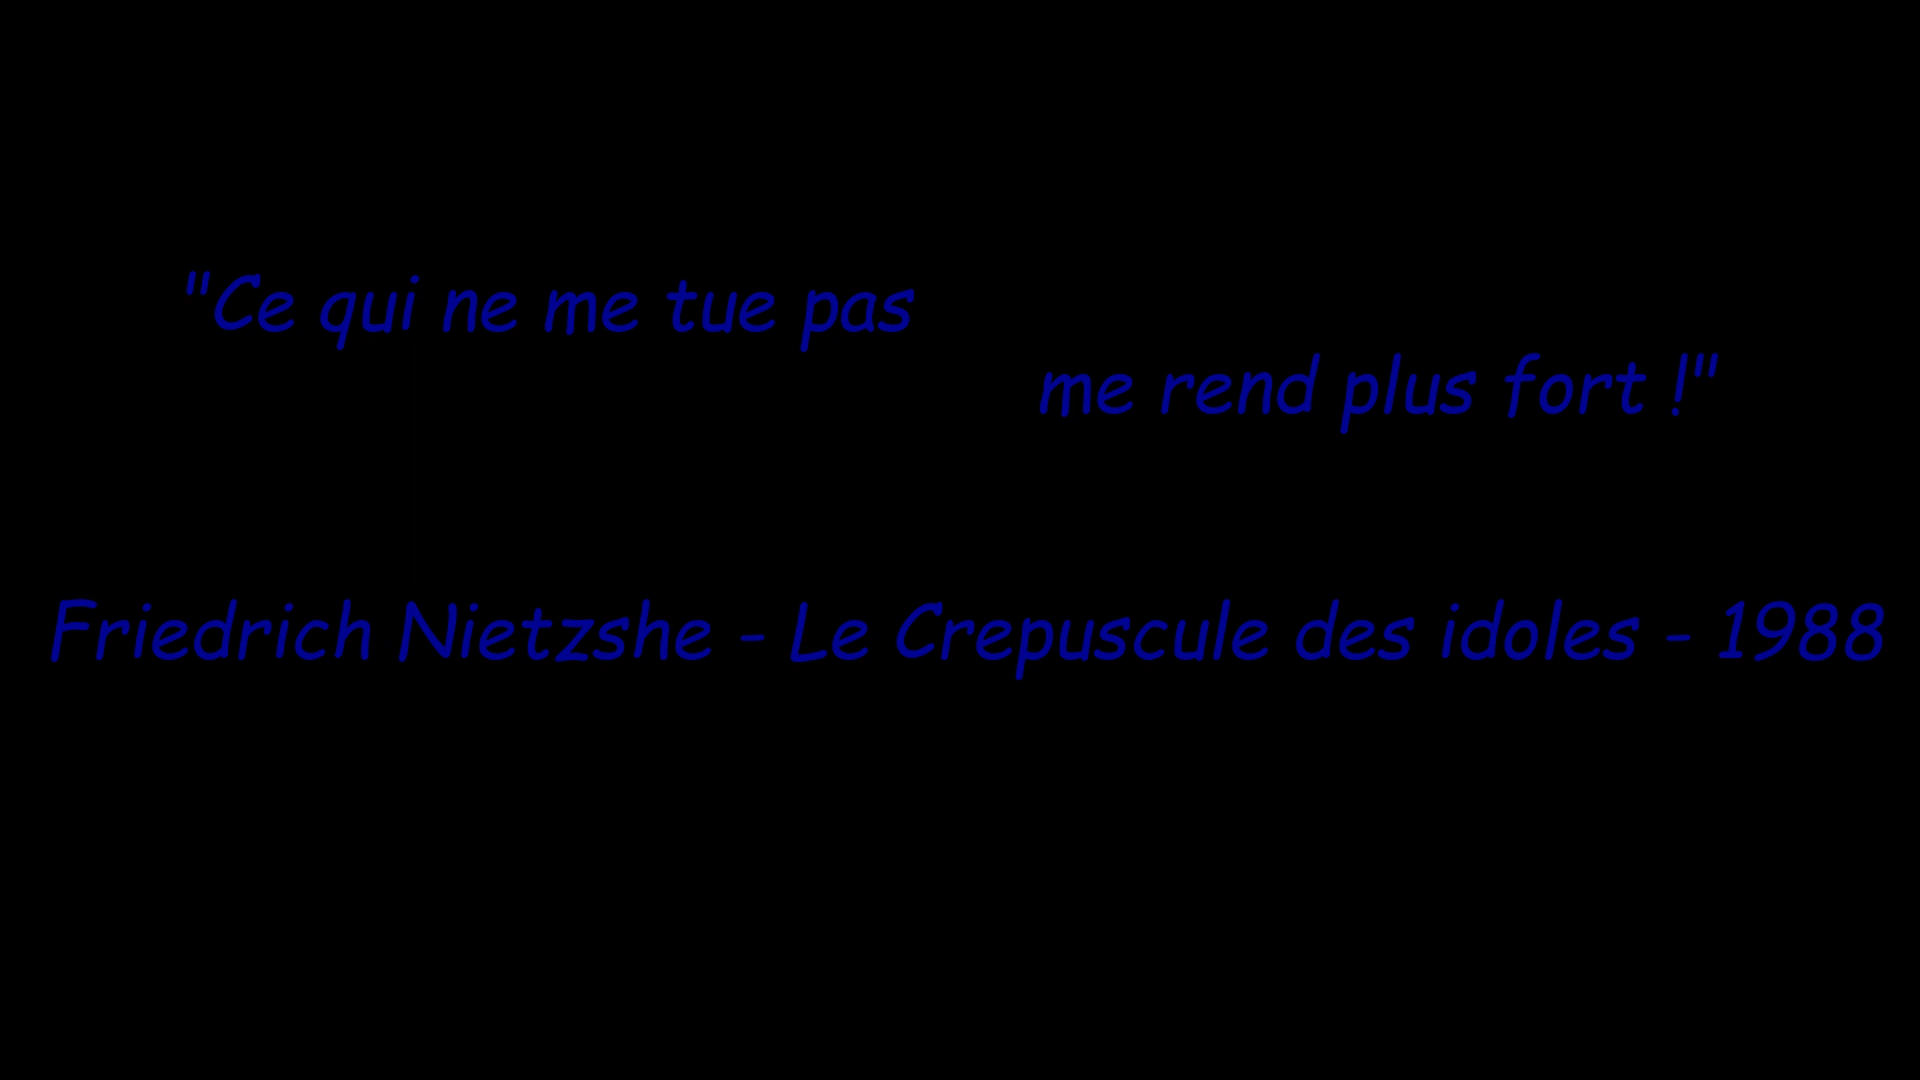 "Ce qui ne me tue pas
me rend plus fort !"
Friedrich Nietzshe - Le Crepuscule des idoles - 1988